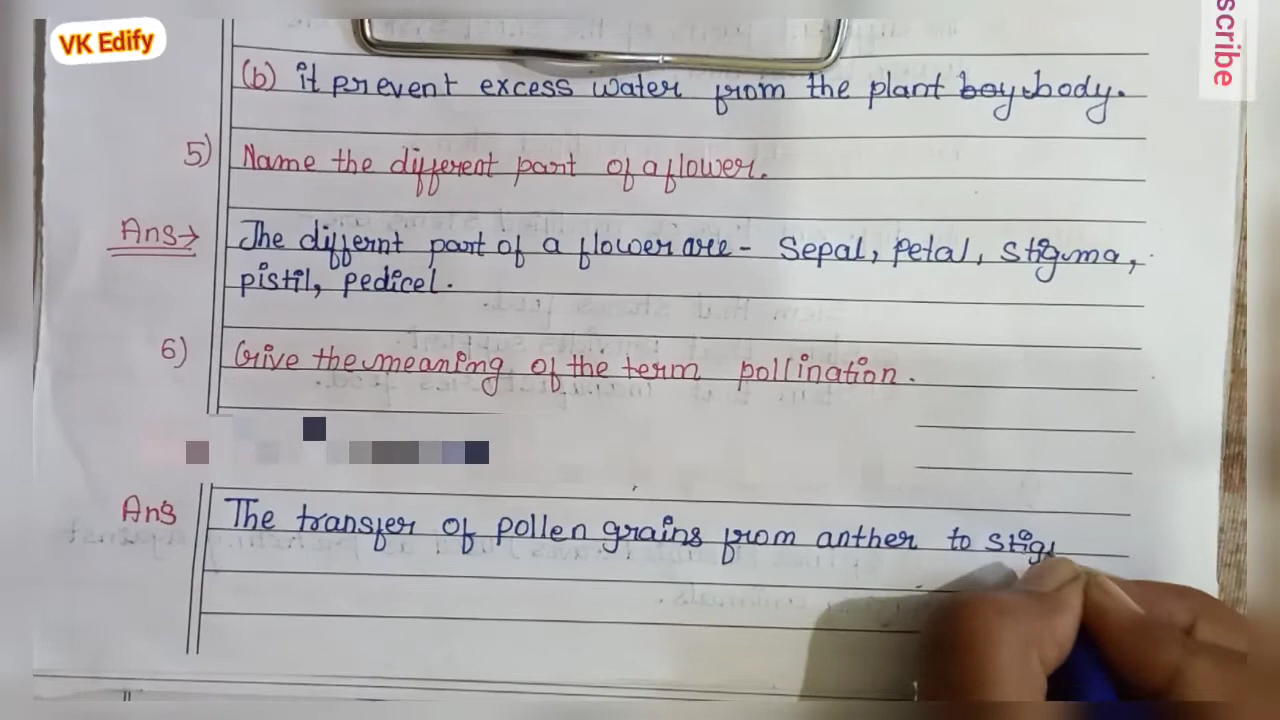 VK Edify
scribe
(b) it prevent excess water from the plant boy body.
5) Name the different part of a flower.
Ans→ The differnt part of a flower are - Sepal, petal, stigma,
pistil, pedicel.
6) Give the meaning of the term pollination.
Ans The transfer of pollen grains from anther to stig